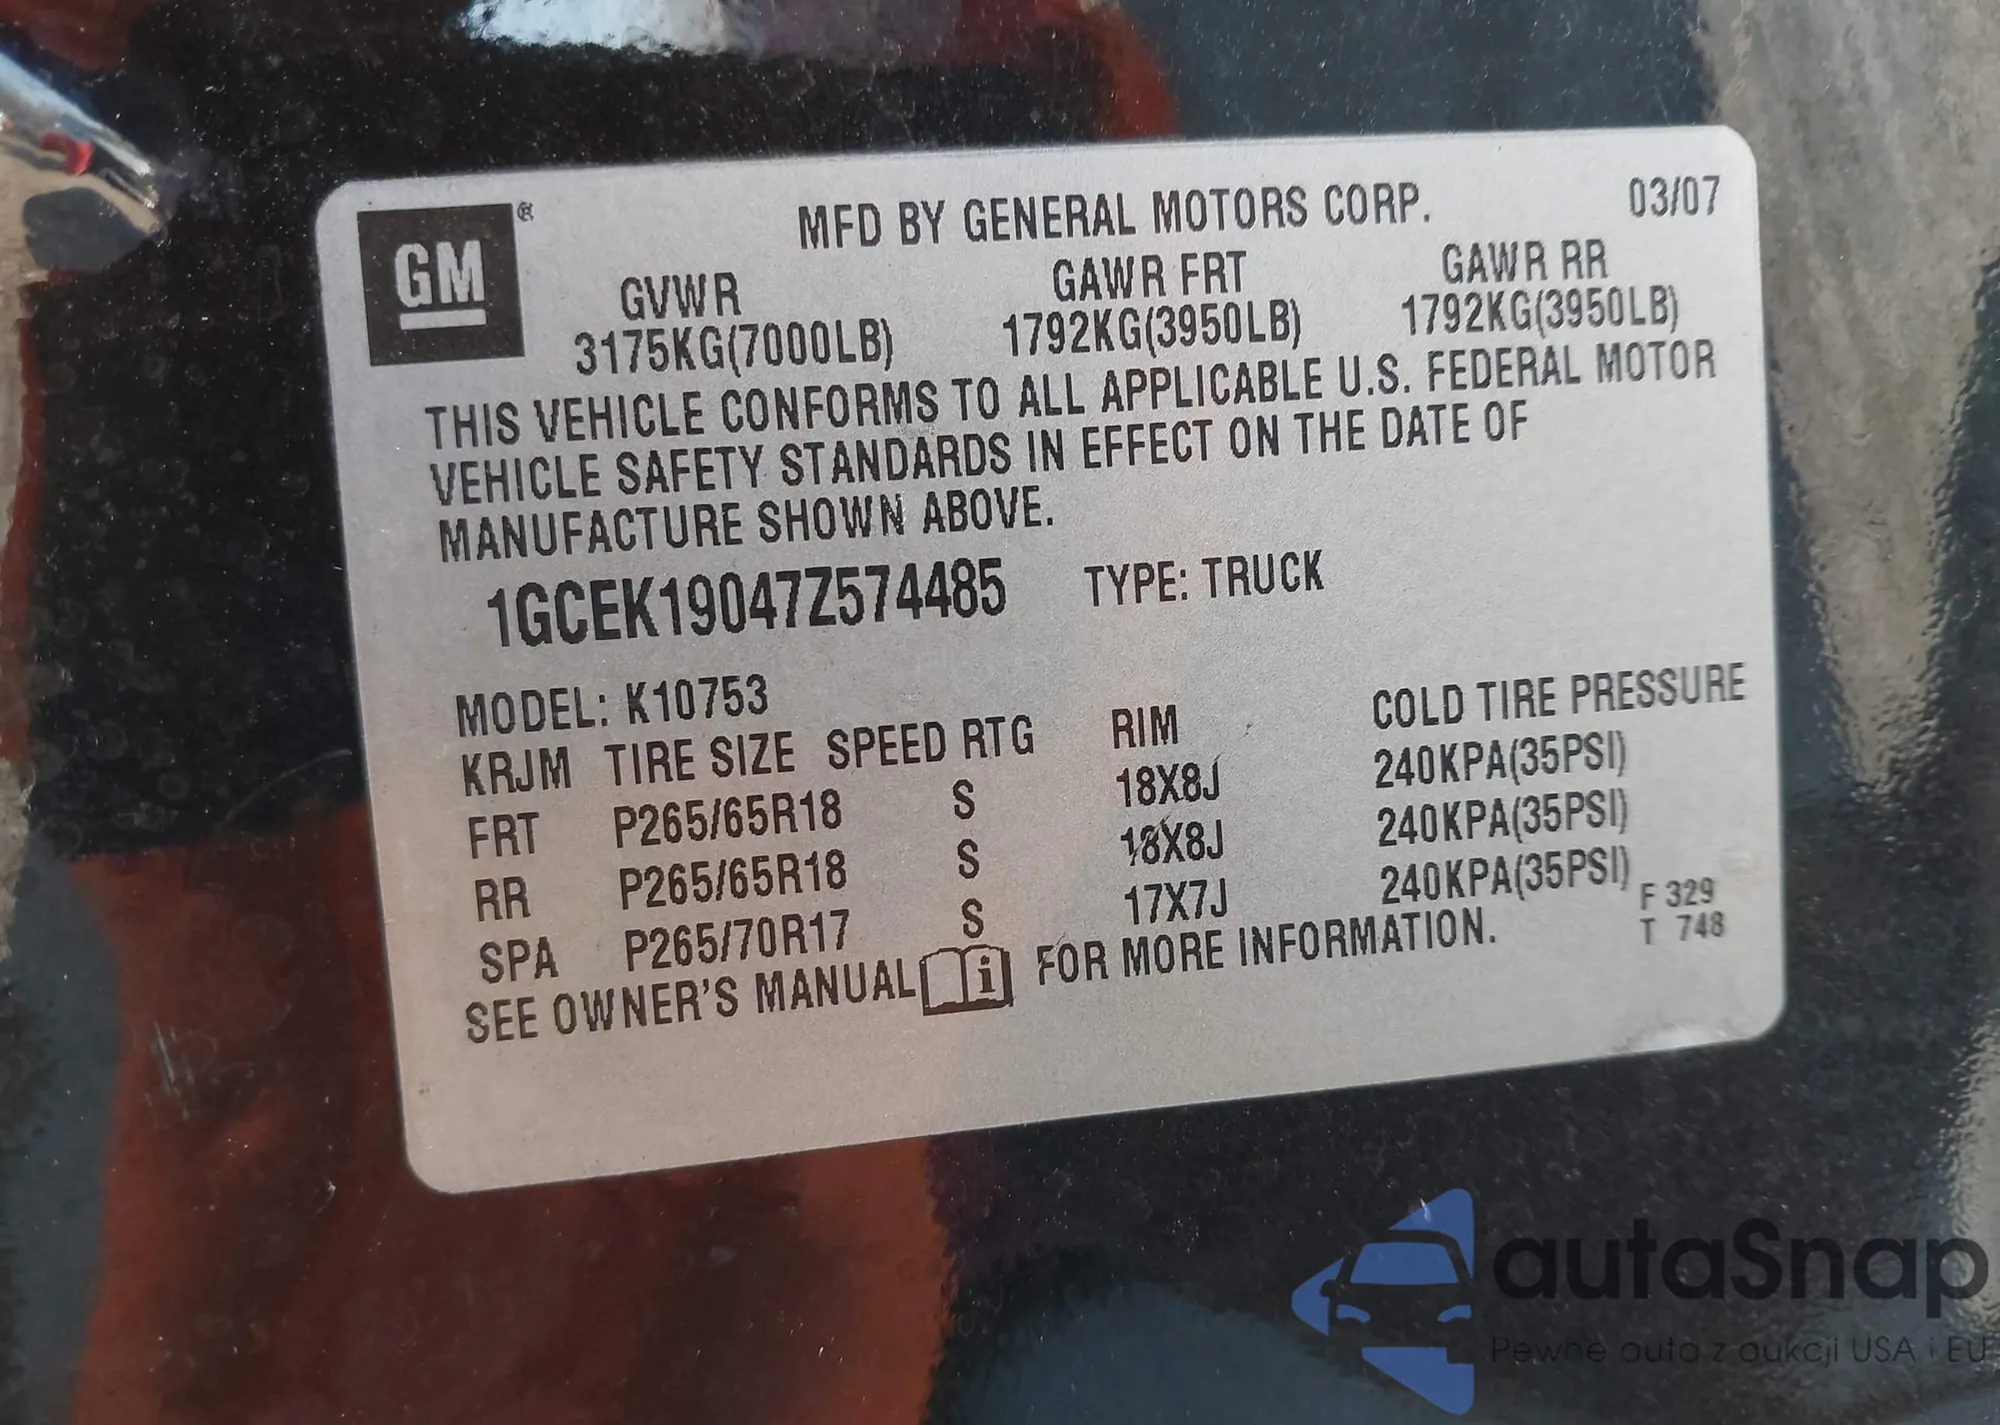 GM®
MFD BY GENERAL MOTORS CORP. 03/07
GVWR GAWR FRT GAWR RR
3175KG(7000LB) 1792KG(3950LB) 1792KG(3950LB)
THIS VEHICLE CONFORMS TO ALL APPLICABLE U.S. FEDERAL MOTOR
VEHICLE SAFETY STANDARDS IN EFFECT ON THE DATE OF
MANUFACTURE SHOWN ABOVE.
1GCEK19047Z574485 TYPE: TRUCK
MODEL: K10753
KRJM TIRE SIZE SPEED RTG RIM COLD TIRE PRESSURE
FRT P265/65R18 S 18X8J 240KPA(35PSI)
RR P265/65R18 S 18X8J 240KPA(35PSI)
SPA P265/70R17 S 17X7J 240KPA(35PSI)
SEE OWNER'S MANUAL i FOR MORE INFORMATION.
F 329
T 748
autaSnap
Pewne auta z aukcji USA i EU